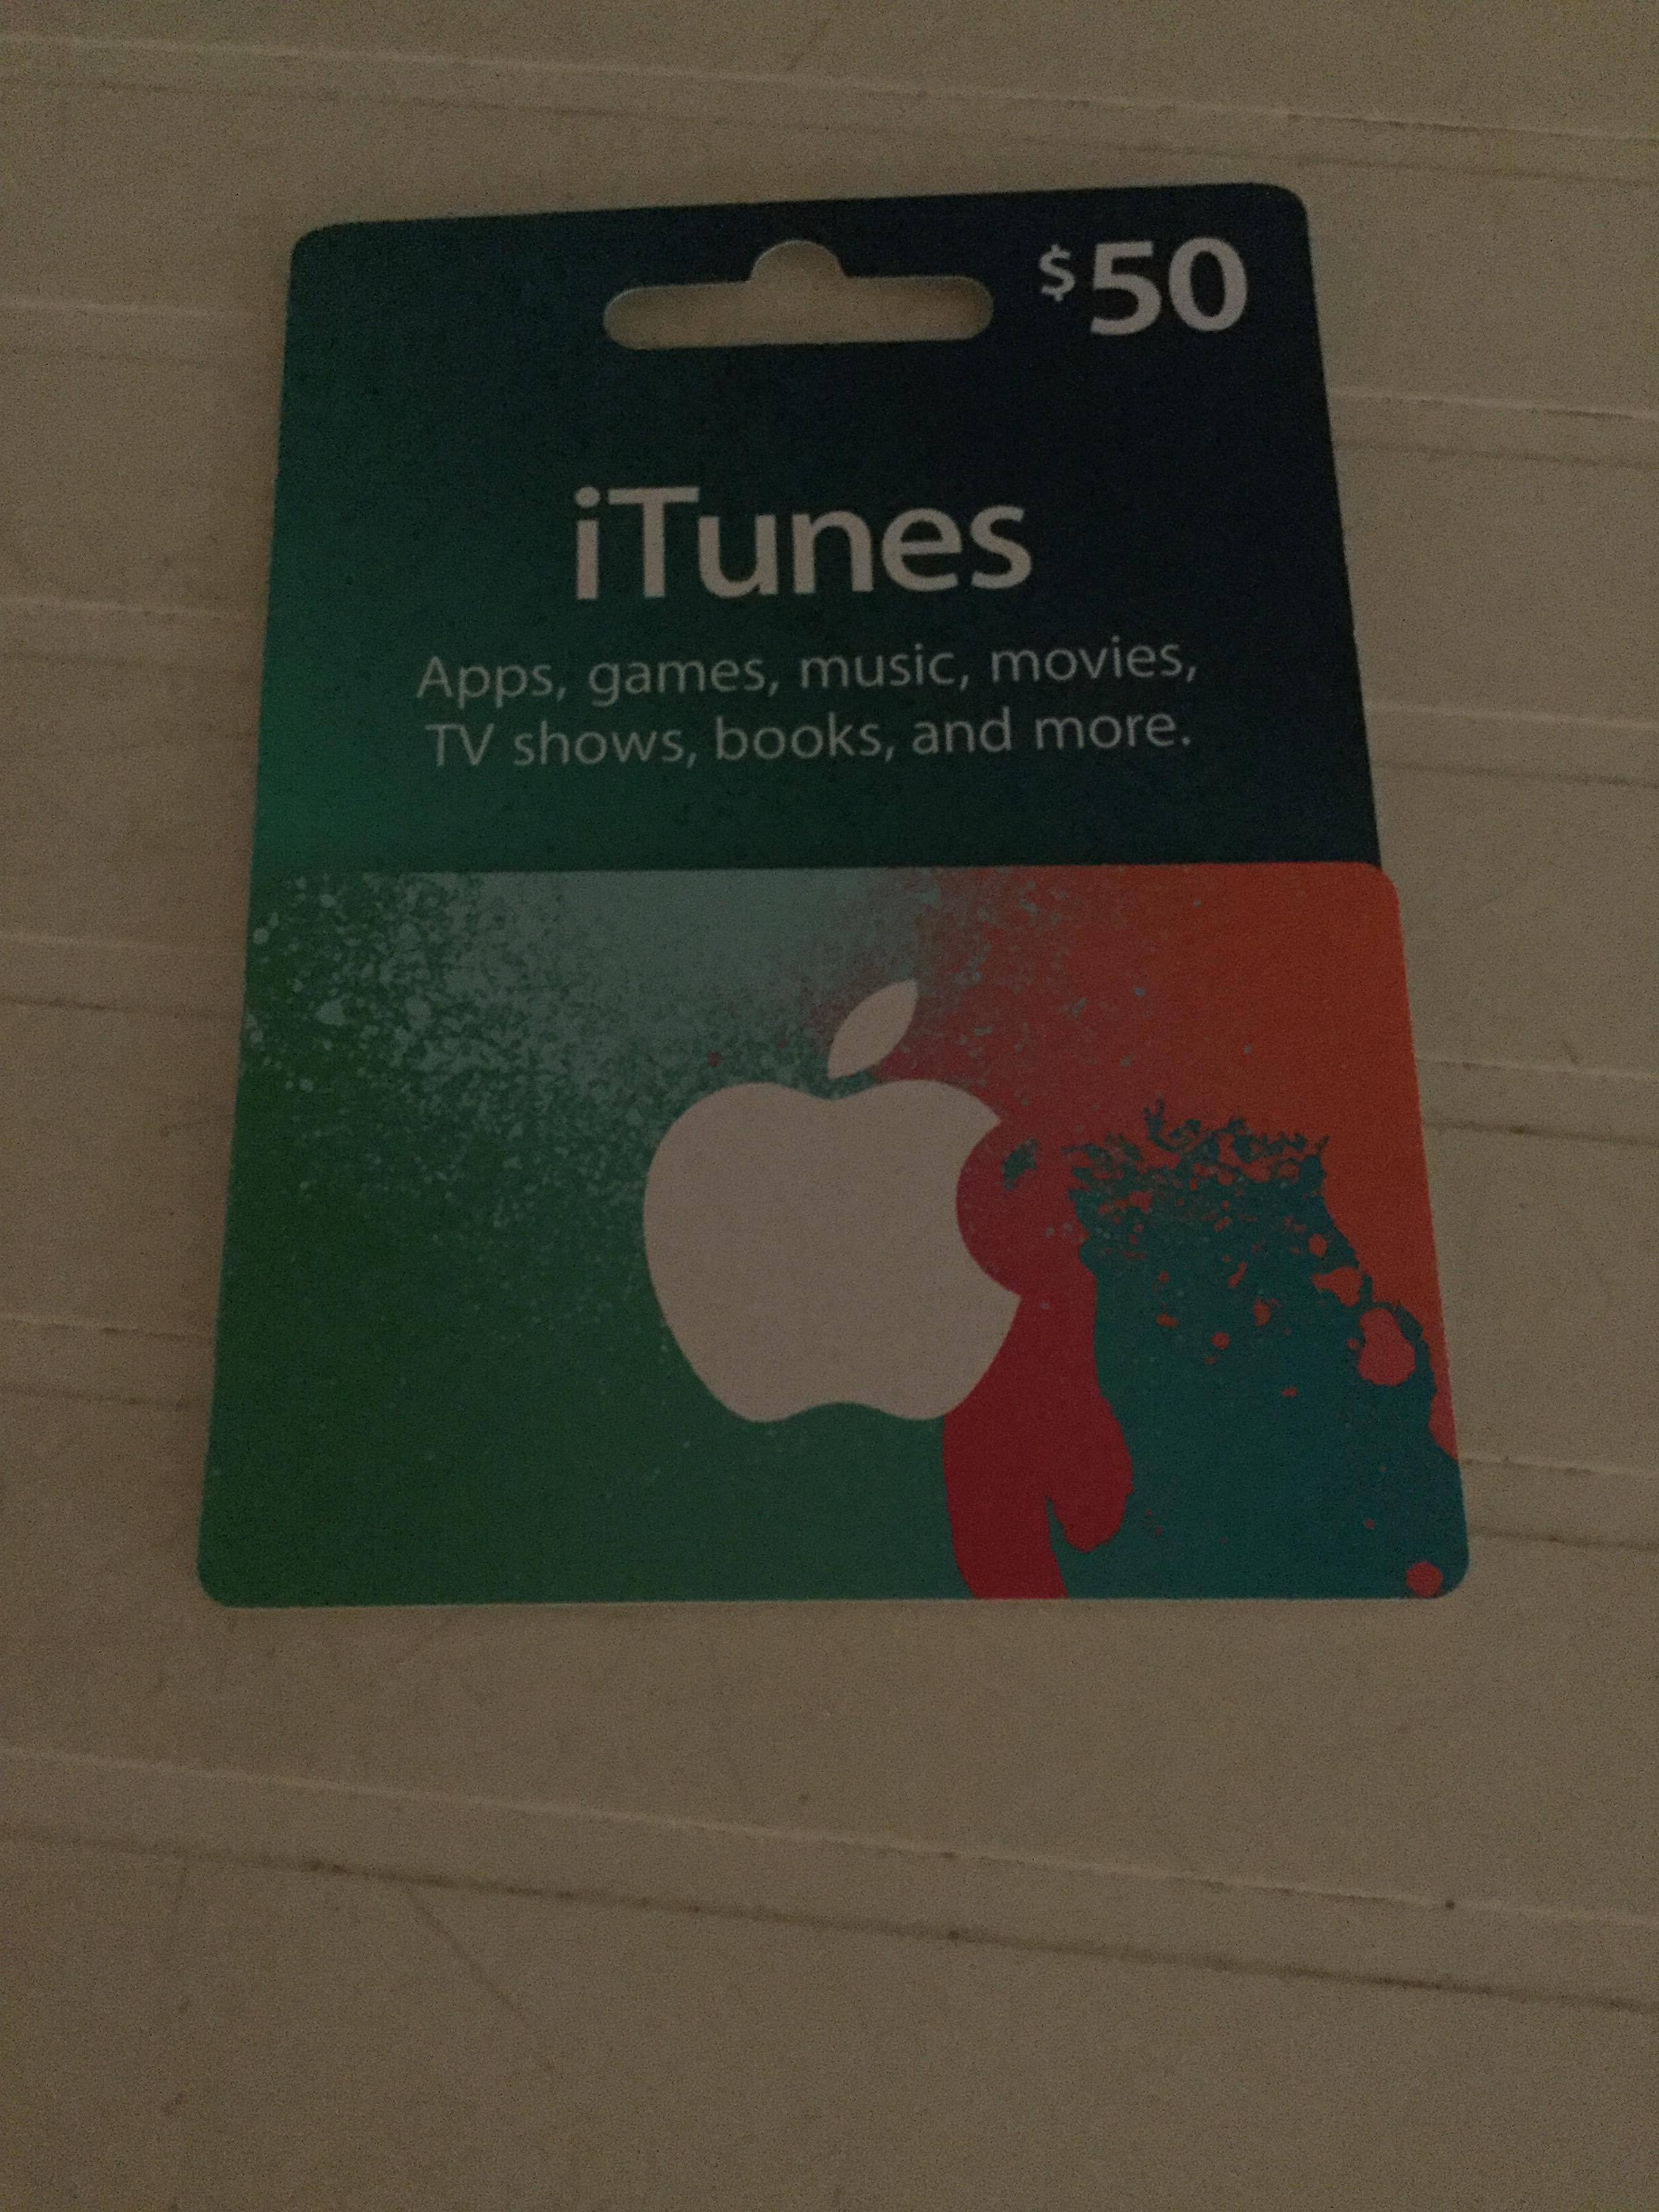 $50
iTunes
Apps, games, music, movies,
TV shows, books, and more.